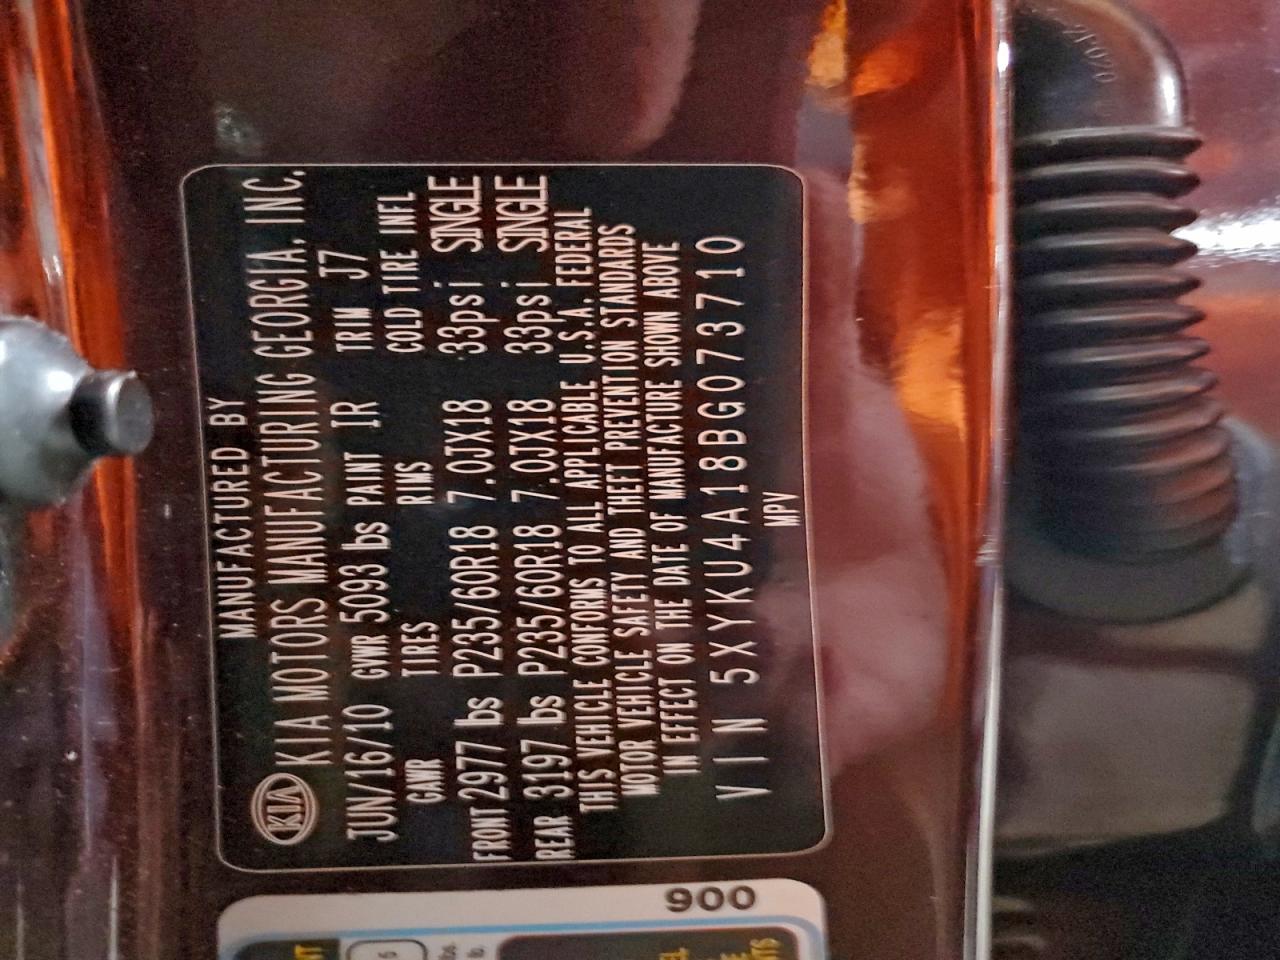 MANUFACTURED BY
KIA KIA MOTORS MANUFACTURING GEORGIA, INC.
JUN/16/10 GVWR 5093 lbs PAINT IR TRIM J7
GAWR TIRES RIMS COLD TIRE INFL
FRONT 2977 lbs P235/60R18 7.0JX18 33psi SINGLE
REAR 3197 lbs P235/60R18 7.0JX18 33psi SINGLE
THIS VEHICLE CONFORMS TO ALL APPLICABLE U.S.A. FEDERAL
MOTOR VEHICLE SAFETY AND THEFT PREVENTION STANDARDS
IN EFFECT ON THE DATE OF MANUFACTURE SHOWN ABOVE
VIN 5XYKU4A18BG073710
MPV
900